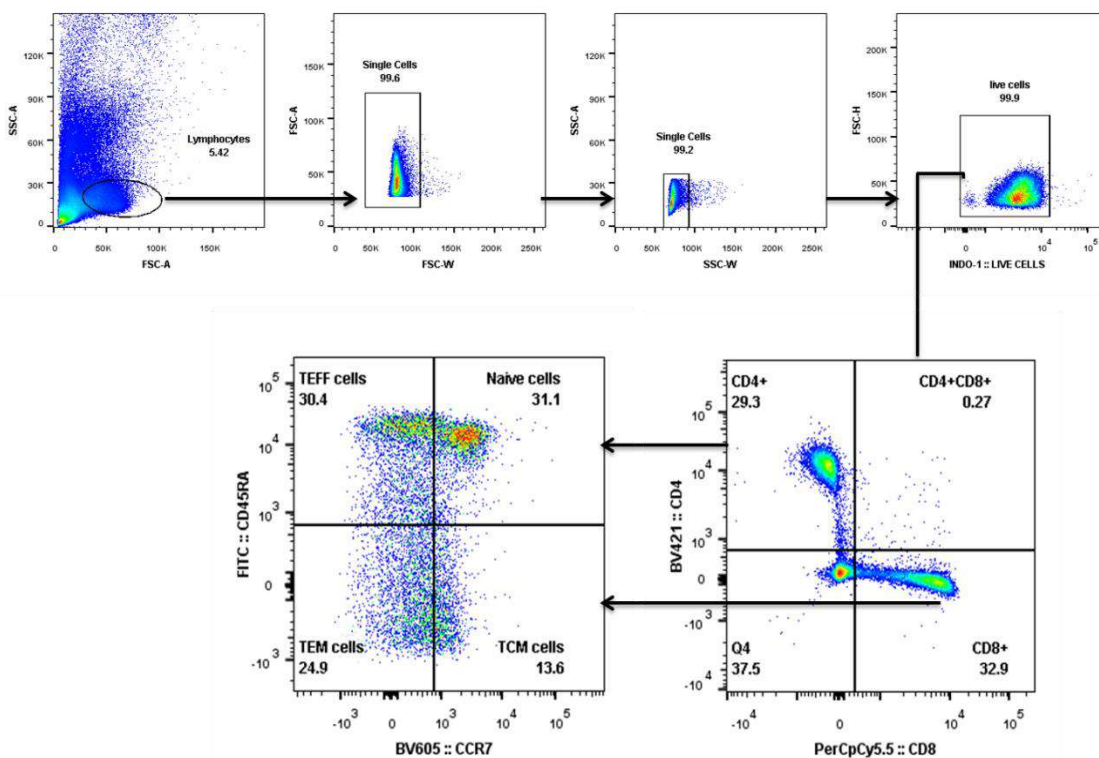 120K
90K
60K
30K
0
SSC-A
Lymphocytes
5.42
0
50K
100K
150K
FSC-A
150K
100K
50K
0
FSC-A
Single Cells
99.6
0
50K
100K
150K
200K
250K
FSC-W
120K
90K
60K
30K
0
SSC-A
Single Cells
99.2
0
50K
100K
150K
200K
250K
SSC-W
200K
150K
100K
50K
0
FSC-H
live cells
99.9
0
10^4
10^5
INDO-1 :: LIVE CELLS
10^5
10^4
10^3
0
-10^3
FITC :: CD45RA
TEFF cells
30.4
Naive cells
31.1
TEM cells
24.9
TCM cells
13.6
-10^3
0
10^3
10^4
10^5
BV605 :: CCR7
10^5
10^4
10^3
0
-10^3
-10^4
BV421 :: CD4
CD4+
29.3
CD4+CD8+
0.27
Q4
37.5
CD8+
32.9
-10^4
0
10^4
10^5
PerCpCy5.5 :: CD8